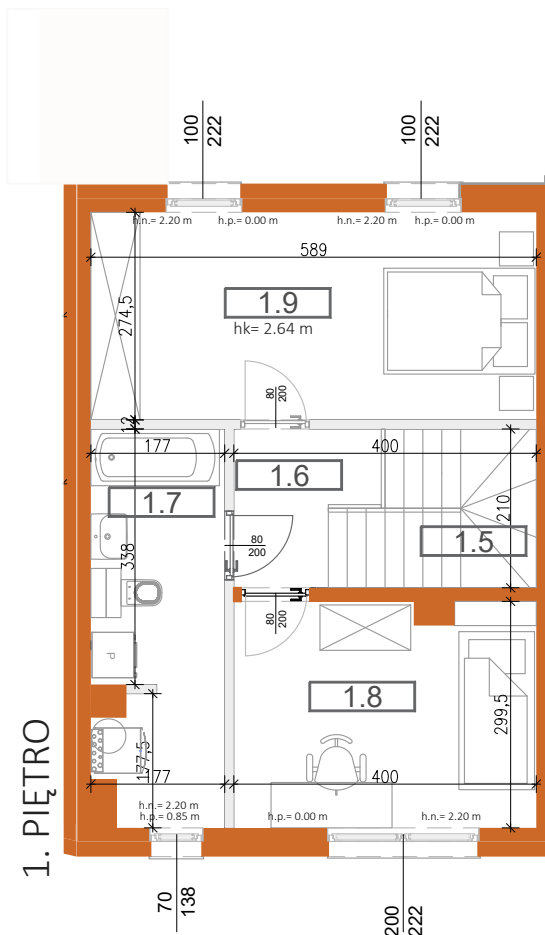 100
222
100
222
h.n.= 2.20 m
h.p.= 0.00 m
h.n.= 2.20 m
h.p.= 0.00 m
589
274,5
1.9
hk= 2.64 m
80
200
12
177
400
1.6
1.7
210
1.5
80
200
338
80
200
P
1.8
299,5
177,5
177
400
h.n.= 2.20 m
h.p.= 0.85 m
h.p.= 0.00 m
h.n.= 2.20 m
1. PIĘTRO
70
138
200
222